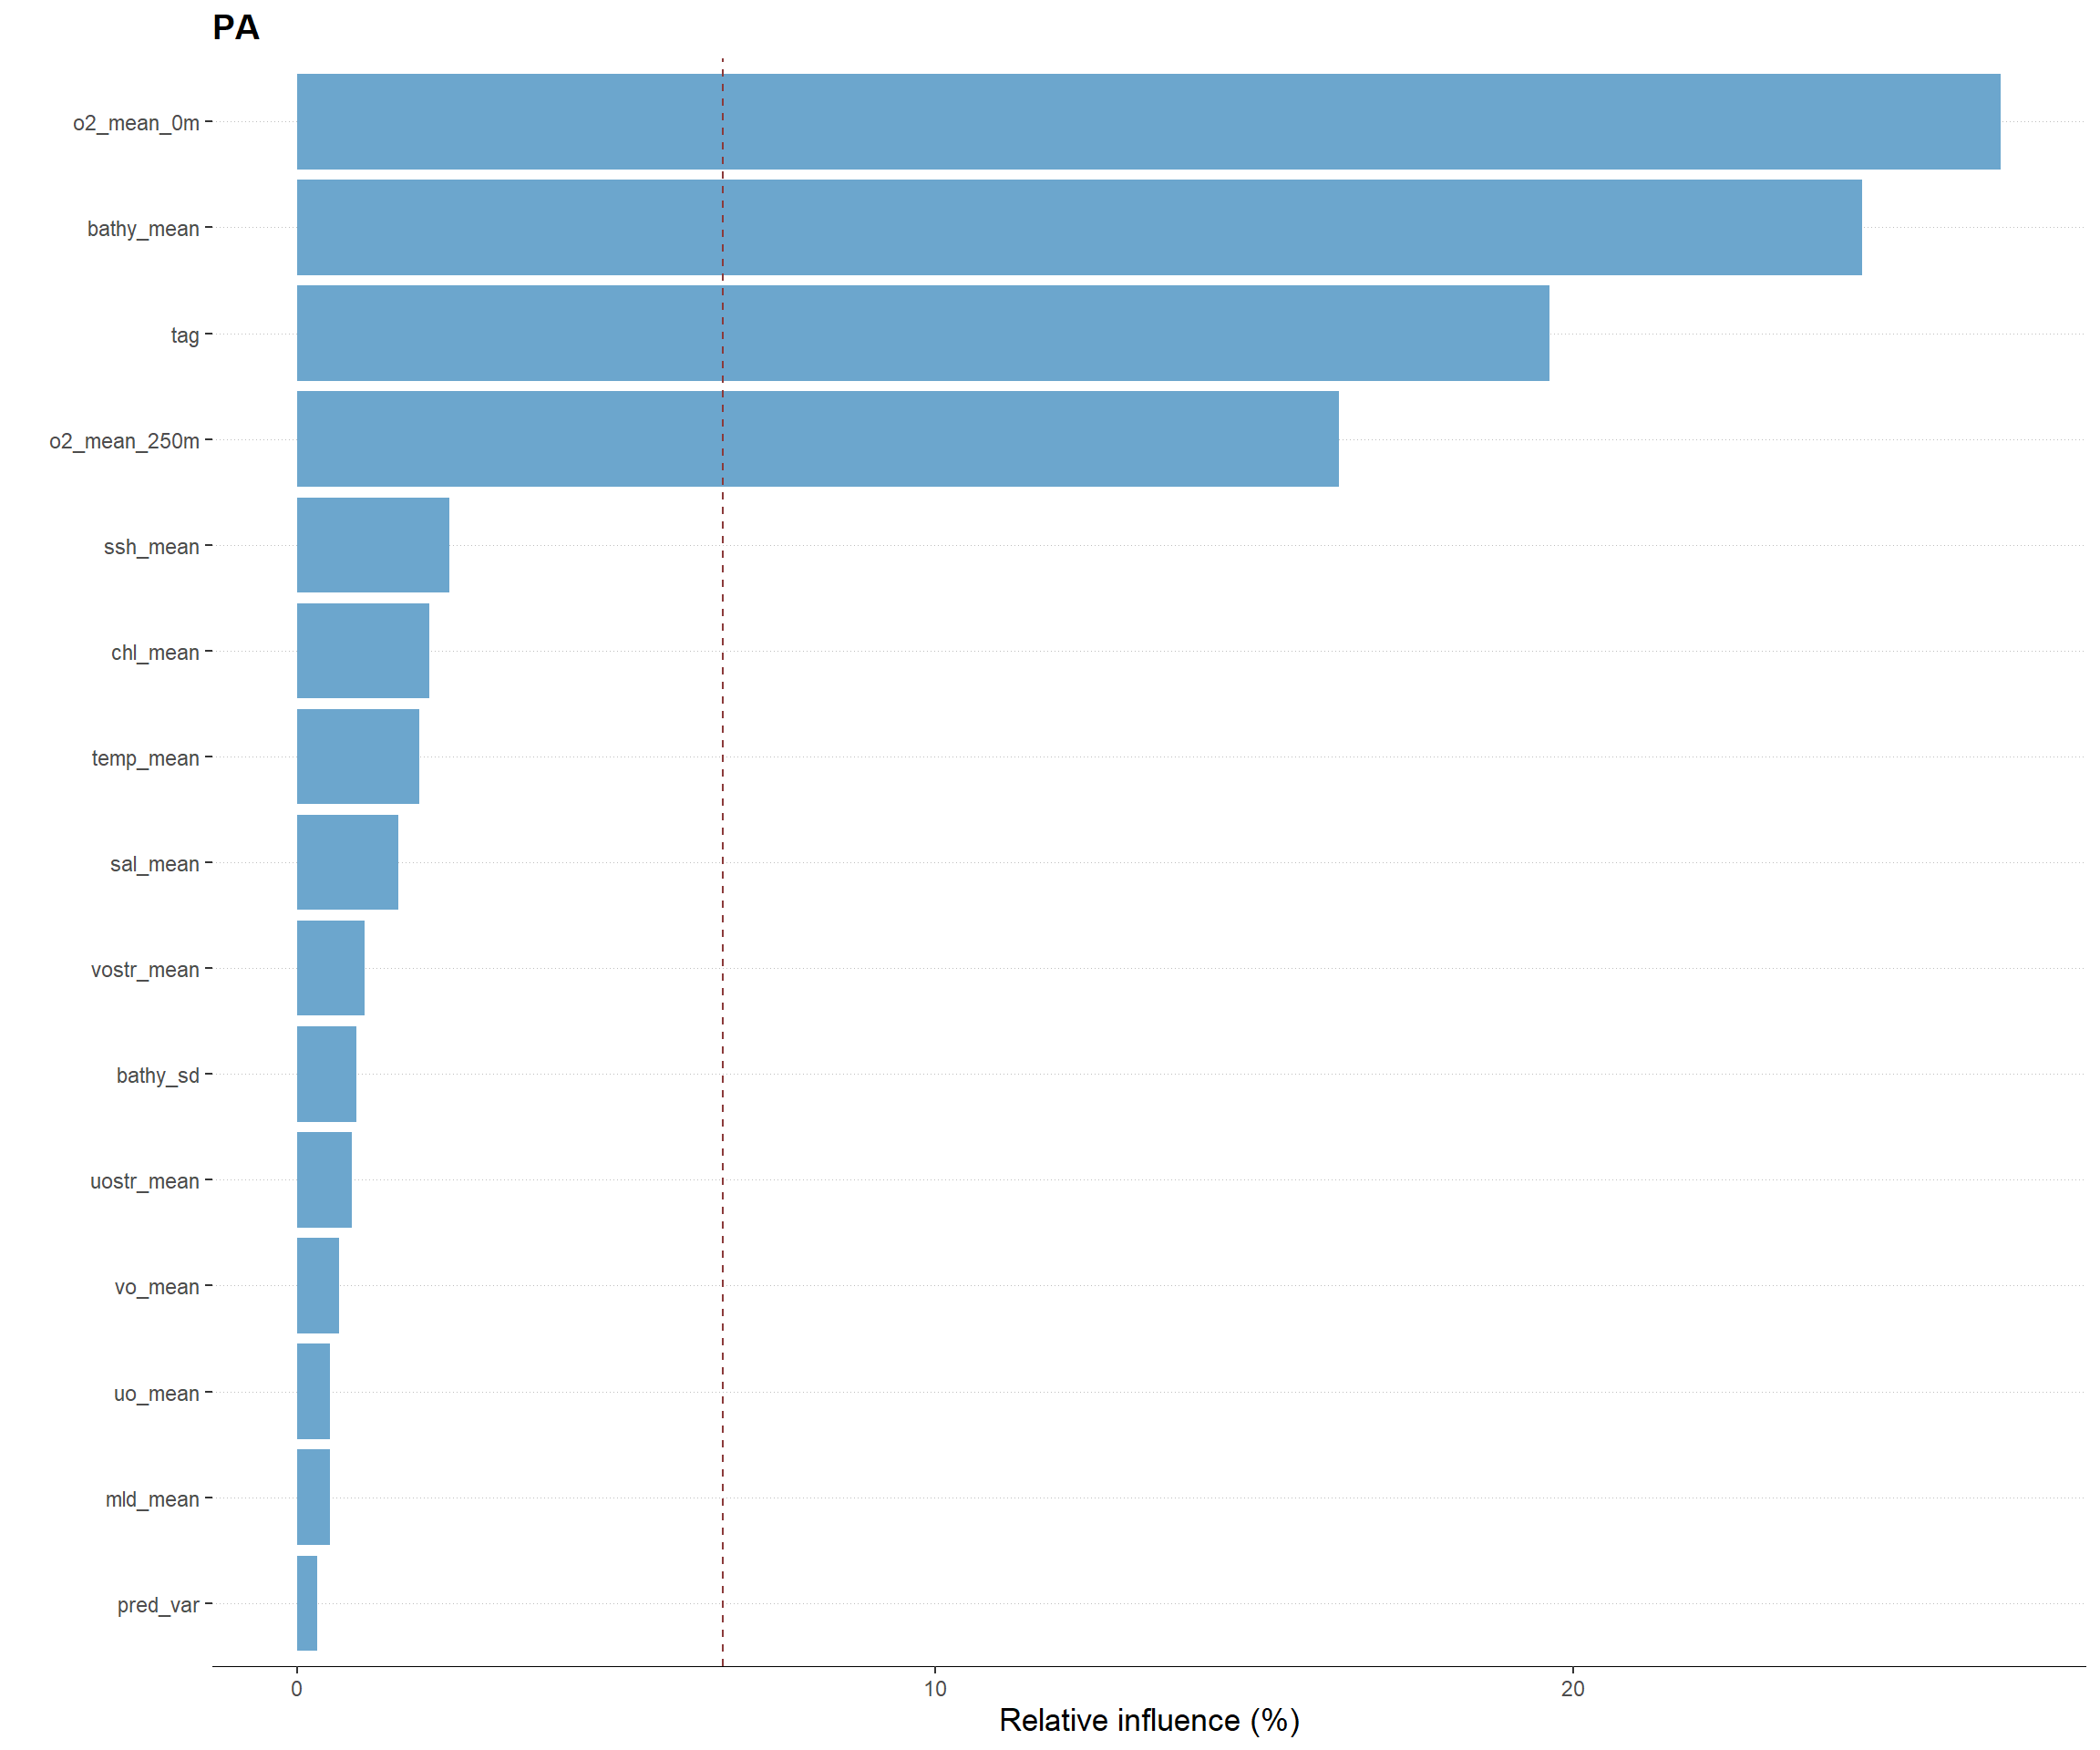 PA
o2_mean_0m
bathy_mean
tag
o2_mean_250m
ssh_mean
chl_mean
temp_mean
sal_mean
vostr_mean
bathy_sd
uostr_mean
vo_mean
uo_mean
mld_mean
pred_var
0 10 20
Relative influence (%)